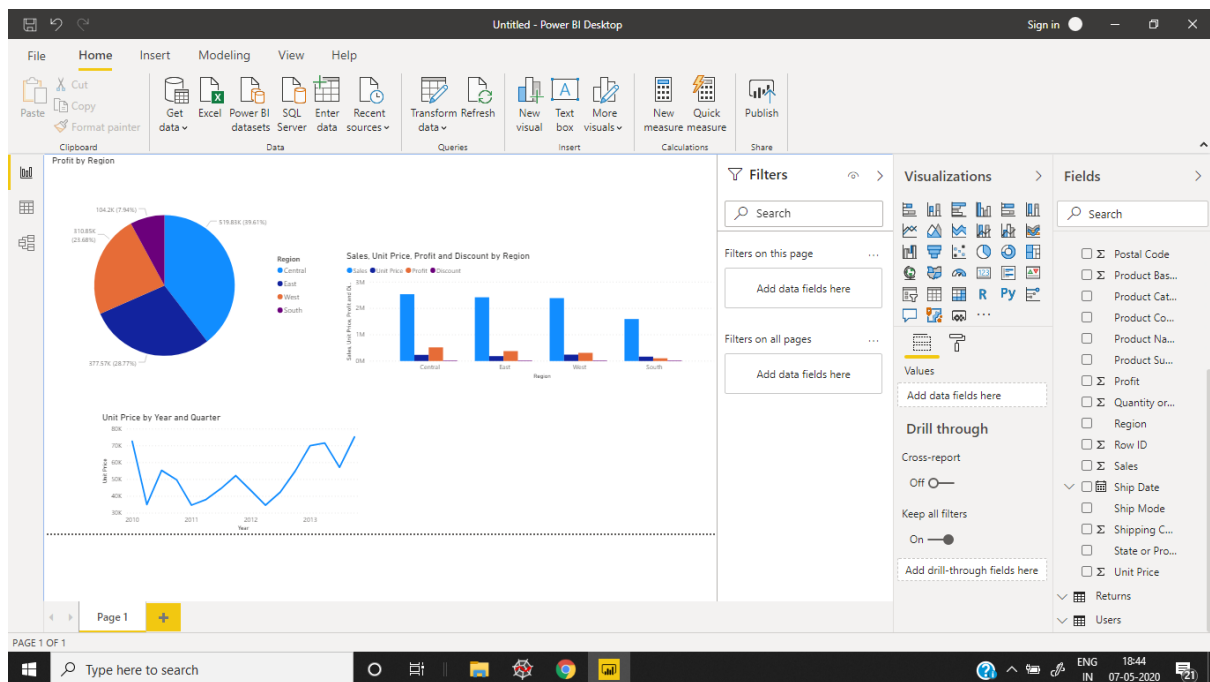 Untitled - Power BI Desktop
Sign in
File Home Insert Modeling View Help
Paste
Cut
Copy
Format painter
Clipboard
Get data
Excel
Power BI datasets
SQL Server
Enter data
Recent sources
Data
Transform data
Refresh
Queries
New visual
Text box
More visuals
Insert
New measure
Quick measure
Calculations
Publish
Share
Profit by Region
104.2K (7.94%)
519.83K (39.61%)
310.85K
(23.68%)
377.57K (28.77%)
Region
Central
East
West
South
Sales, Unit Price, Profit and Discount by Region
Sales Unit Price Profit Discount
Sales, Unit Price, Profit and Di...
3M
2M
1M
0M
Central East West South
Region
Unit Price by Year and Quarter
Unit Price
80K
70K
60K
50K
40K
30K
2010 2011 2012 2013
Year
Filters
Search
Filters on this page
...
Add data fields here
Filters on all pages
...
Add data fields here
Visualizations
123
R Py
...
Values
Add data fields here
Drill through
Cross-report
Off
Keep all filters
On
Add drill-through fields here
Fields
Search
Σ Postal Code
Σ Product Bas...
Product Cat...
Product Co...
Product Na...
Product Su...
Σ Profit
Σ Quantity or...
Region
Σ Row ID
Σ Sales
Ship Date
Ship Mode
Σ Shipping C...
State or Pro...
Σ Unit Price
Returns
Users
Page 1
PAGE 1 OF 1
Type here to search
ENG
IN
18:44
07-05-2020
21